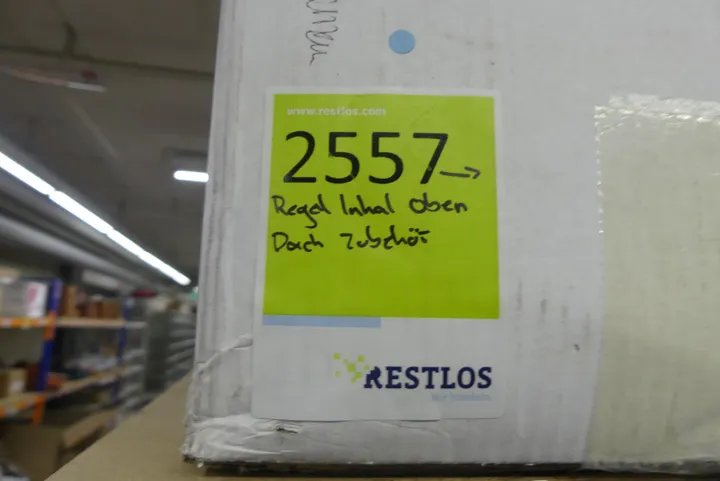 www.restlos.com
2557 →
Regal Inhal Oben
Dach Zubehör
RESTLOS